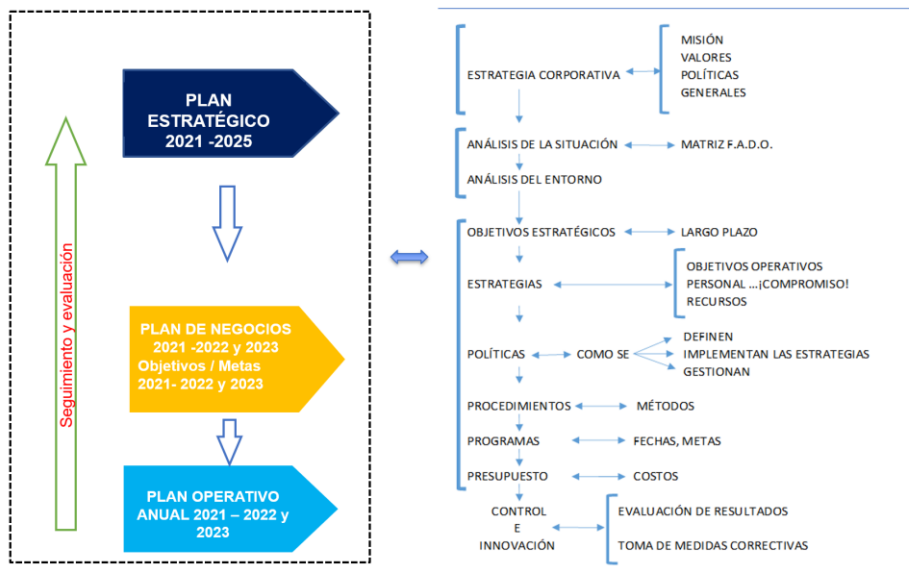 PLAN
ESTRATÉGICO
2021 -2025
Seguimiento y evaluación
PLAN DE NEGOCIOS
2021 -2022 y 2023
Objetivos / Metas
2021- 2022 y 2023
PLAN OPERATIVO
ANUAL 2021 – 2022 y
2023
ESTRATEGIA CORPORATIVA
MISIÓN
VALORES
POLÍTICAS
GENERALES
ANÁLISIS DE LA SITUACIÓN
MATRIZ F.A.D.O.
ANÁLISIS DEL ENTORNO
OBJETIVOS ESTRATÉGICOS
LARGO PLAZO
ESTRATEGIAS
OBJETIVOS OPERATIVOS
PERSONAL ...¡COMPROMISO!
RECURSOS
POLÍTICAS
COMO SE
DEFINEN
IMPLEMENTAN LAS ESTRATEGIAS
GESTIONAN
PROCEDIMIENTOS
MÉTODOS
PROGRAMAS
FECHAS, METAS
PRESUPUESTO
COSTOS
CONTROL
E
INNOVACIÓN
EVALUACIÓN DE RESULTADOS
TOMA DE MEDIDAS CORRECTIVAS